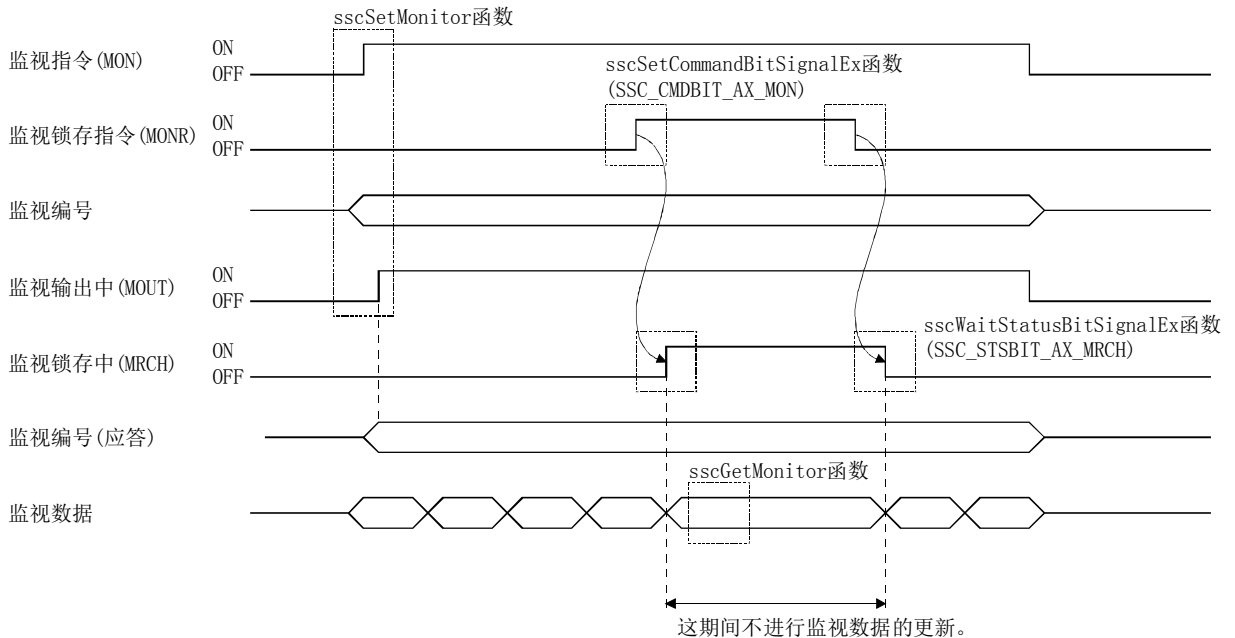 sscSetMonitor函数
监视指令(MON)
ON
OFF
sscSetCommandBitSignalEx函数
(SSC_CMDBIT_AX_MON)
监视锁存指令(MONR)
ON
OFF
监视编号
监视输出中(MOUT)
ON
OFF
sscWaitStatusBitSignalEx函数
(SSC_STSBIT_AX_MRCH)
监视锁存中(MRCH)
ON
OFF
监视编号(应答)
sscGetMonitor函数
监视数据
这期间不进行监视数据的更新。